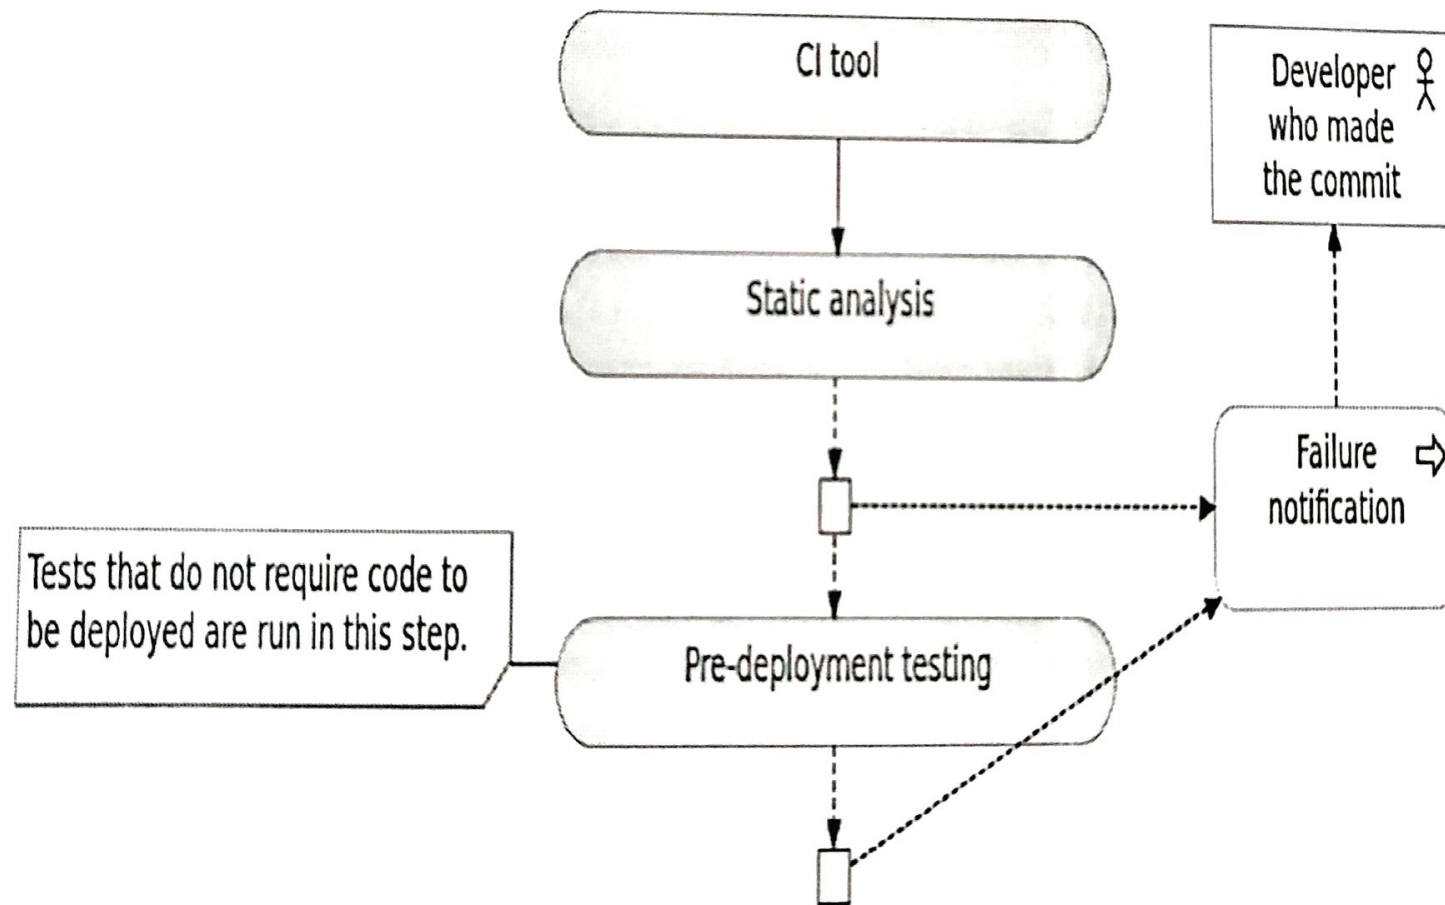 CI tool
Developer
who made
the commit
Static analysis
Failure
notification
Tests that do not require code to
be deployed are run in this step.
Pre-deployment testing